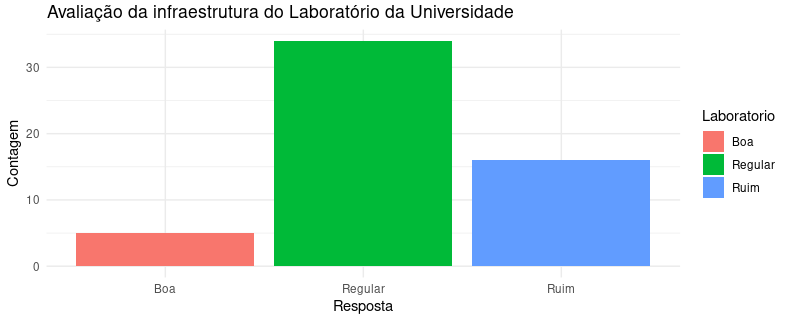 Avaliação da infraestrutura do Laboratório da Universidade
Contagem
30
20
10
0
Boa
Regular
Ruim
Resposta
Laboratorio
Boa
Regular
Ruim